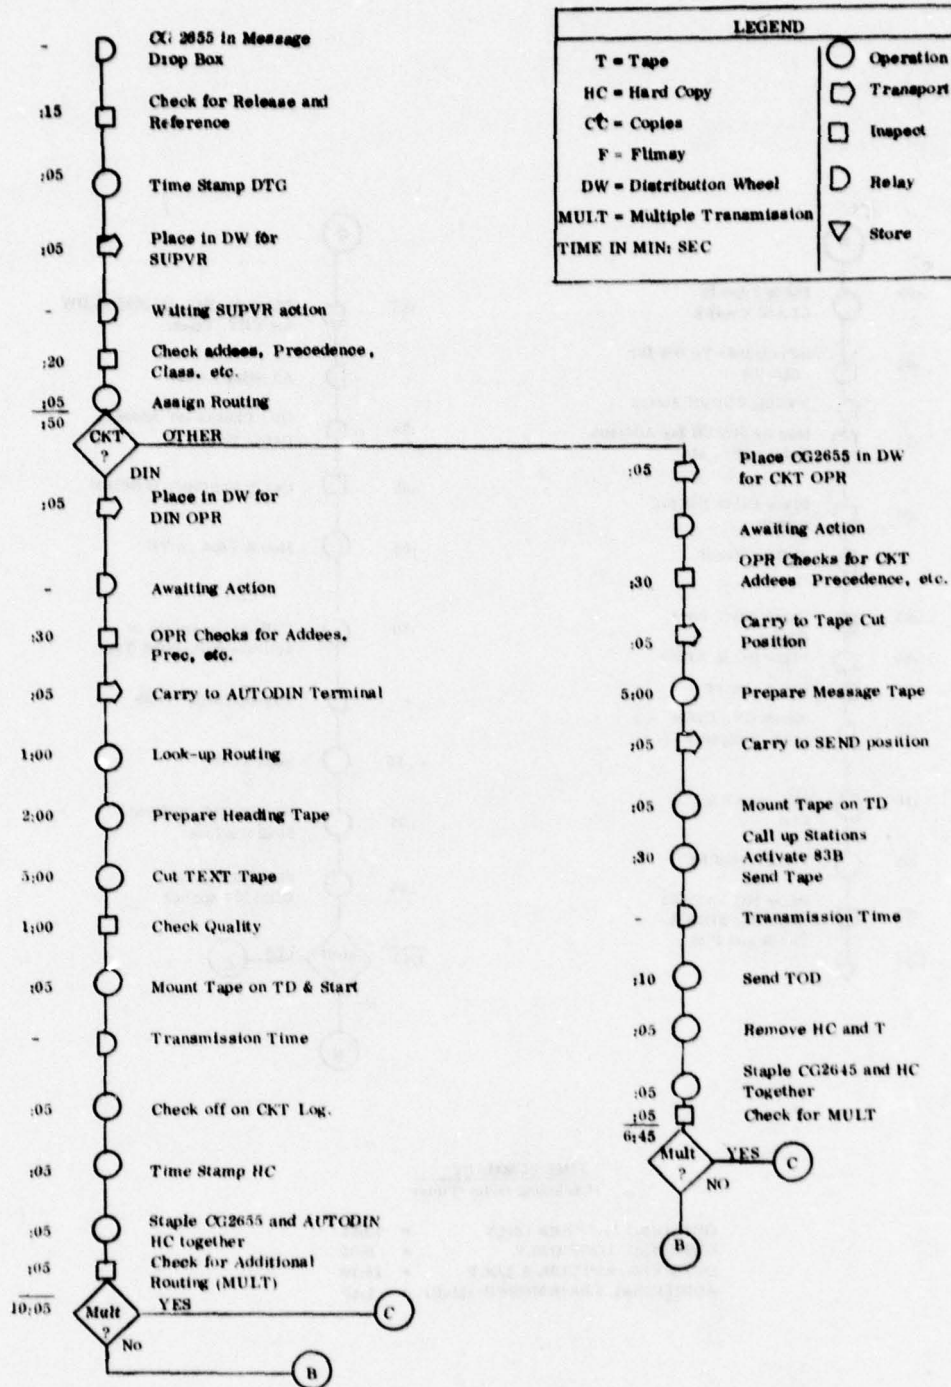 LEGEND
T = Tape
HC = Hard Copy
CC = Copies
F = Flimsy
DW = Distribution Wheel
MULT = Multiple Transmission
TIME IN MIN: SEC
Operation
Transport
Inspect
Relay
Store
- CG 2655 in Message
Drop Box
:15 Check for Release and
Reference
:05 Time Stamp DTG
:05 Place in DW for
SUPVR
- Waiting SUPVR action
:20 Check addees, Precedence,
Class, etc.
:05 Assign Routing
:50
CKT
?
OTHER
DIN
:05 Place in DW for
DIN OPR
- Awaiting Action
:30 OPR Checks for Addees,
Prec, etc.
:05 Carry to AUTODIN Terminal
1:00 Look-up Routing
2:00 Prepare Heading Tape
5:00 Cut TEXT Tape
1:00 Check Quality
:05 Mount Tape on TD & Start
- Transmission Time
:05 Check off on CKT Log.
:05 Time Stamp HC
:05 Staple CG2655 and AUTODIN
HC together
:05 Check for Additional
Routing (MULT)
10:05
Mult
?
YES
C
No
B
:05 Place CG2655 in DW
for CKT OPR
Awaiting Action
:30 OPR Checks for CKT
Addees Precedence, etc.
:05 Carry to Tape Cut
Position
5:00 Prepare Message Tape
:05 Carry to SEND position
:05 Mount Tape on TD
:30 Call up Stations
Activate 83B
Send Tape
- Transmission Time
:10 Send TOD
:05 Remove HC and T
:05 Staple CG2645 and HC
Together
:05 Check for MULT
6:45
Mult
?
YES
C
NO
B